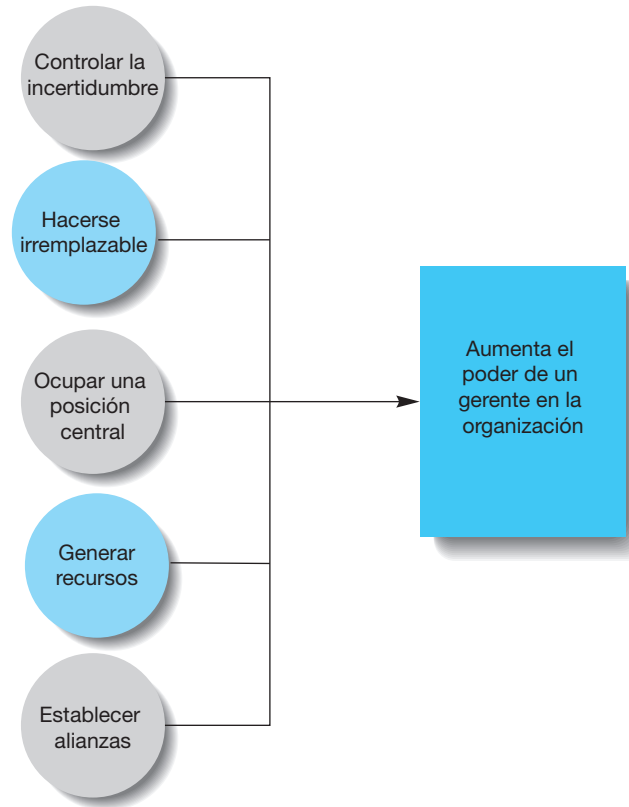 Controlar la
incertidumbre
Hacerse
irremplazable
Ocupar una
posición
central
Generar
recursos
Establecer
alianzas
Aumenta el
poder de un
gerente en la
organización